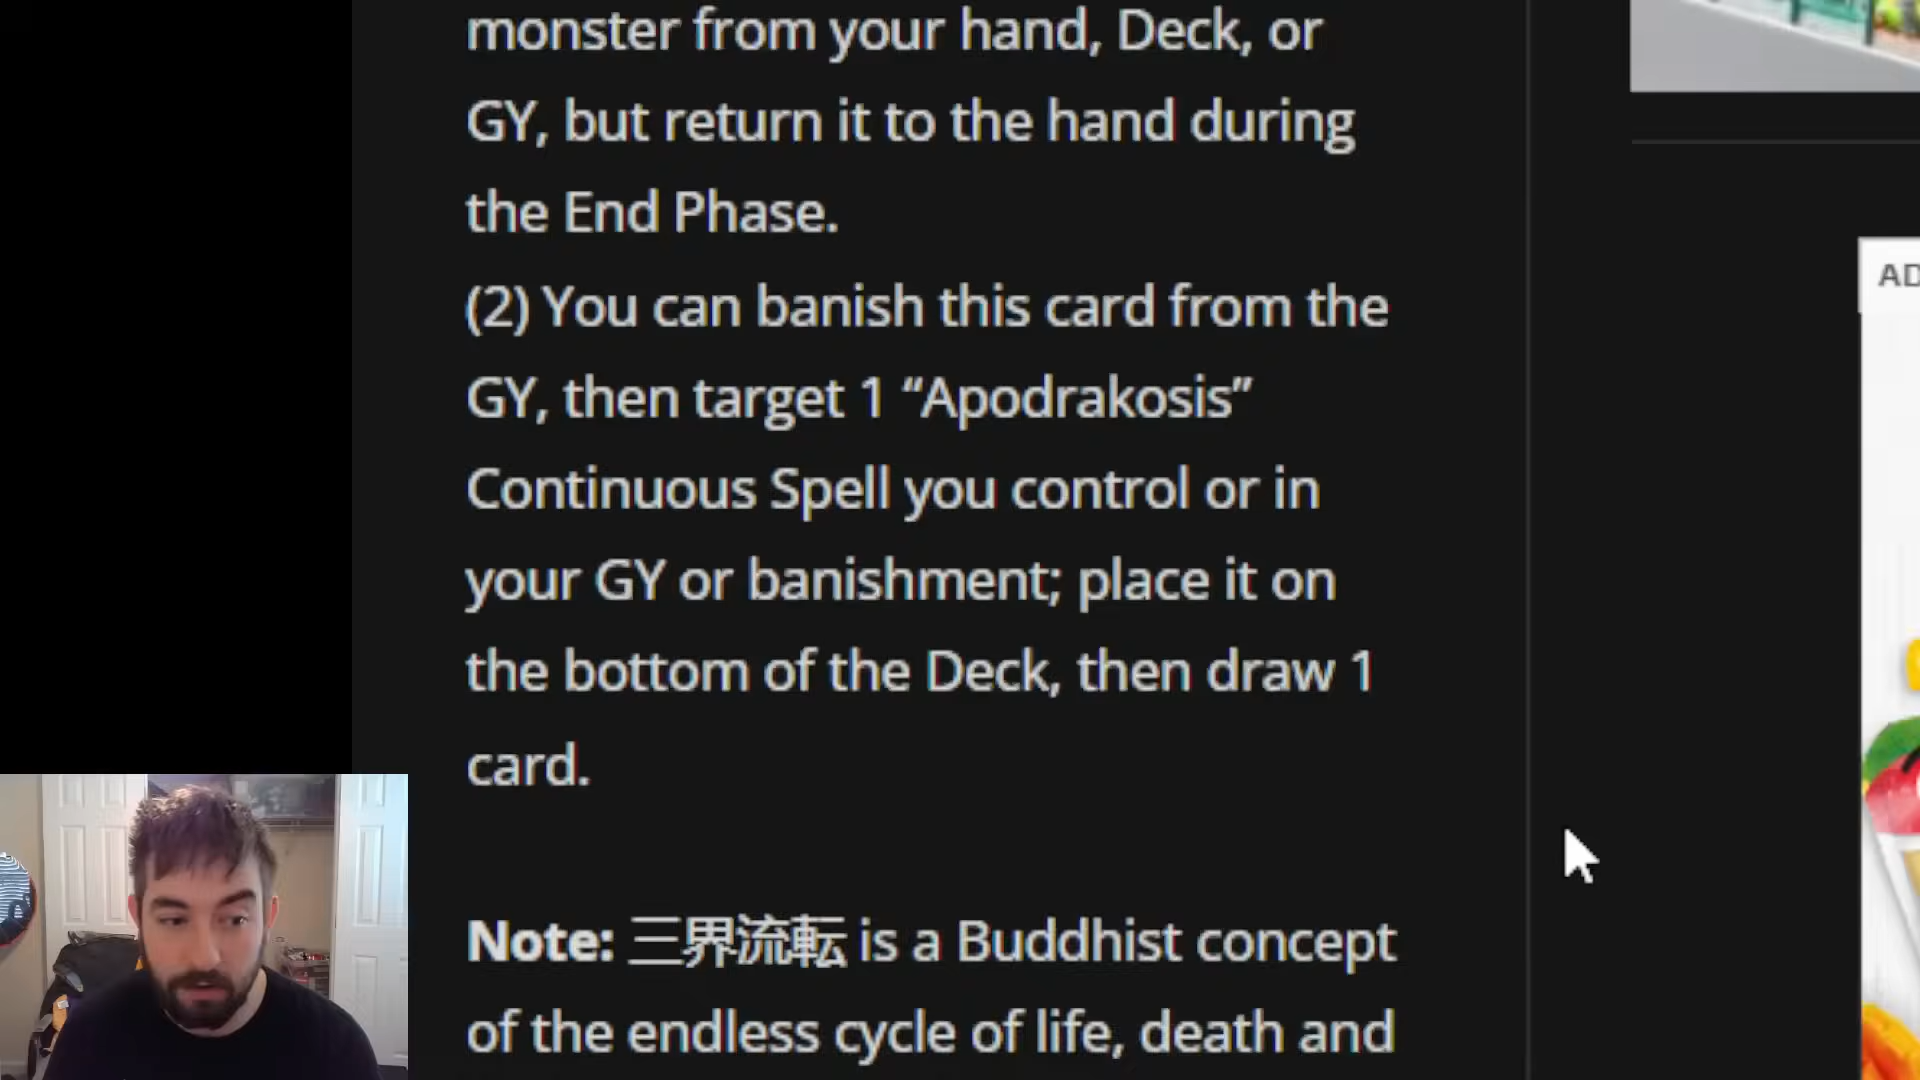 monster from your hand, Deck, or
GY, but return it to the hand during
the End Phase.
(2) You can banish this card from the
GY, then target 1 “Apodrakosis”
Continuous Spell you control or in
your GY or banishment; place it on
the bottom of the Deck, then draw 1
card.
Note: 三界流転 is a Buddhist concept
of the endless cycle of life, death and
AD